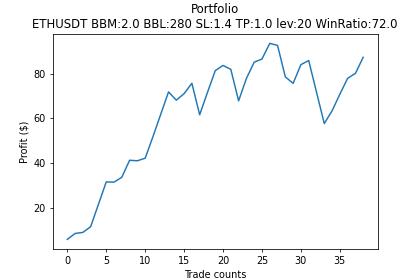 Portfolio
ETHUSDT BBM:2.0 BBL:280 SL:1.4 TP:1.0 lev:20 WinRatio:72.0
80
60
40
20
Profit ($)
0 5 10 15 20 25 30 35
Trade counts